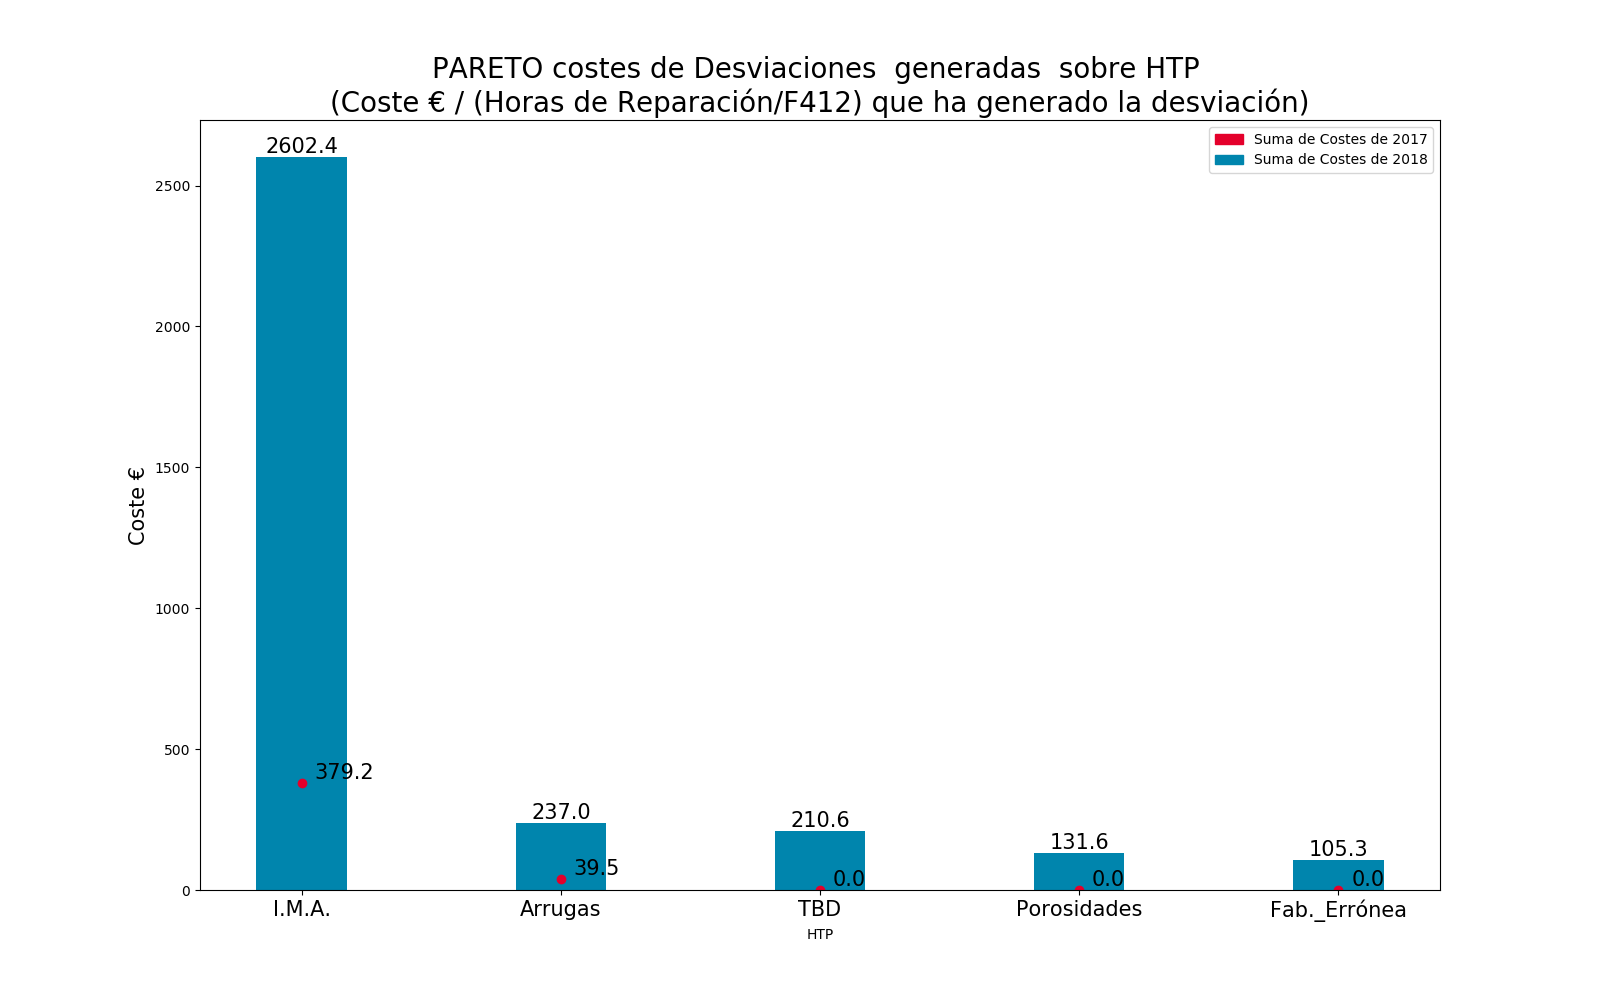 PARETO costes de Desviaciones  generadas  sobre HTP
(Coste € / (Horas de Reparación/F412) que ha generado la desviación)
Suma de Costes de 2017
Suma de Costes de 2018
Coste €
2500
2000
1500
1000
500
0
2602.4
379.2
237.0
39.5
210.6
0.0
131.6
0.0
105.3
0.0
I.M.A.
Arrugas
TBD
Porosidades
Fab._Errónea
HTP